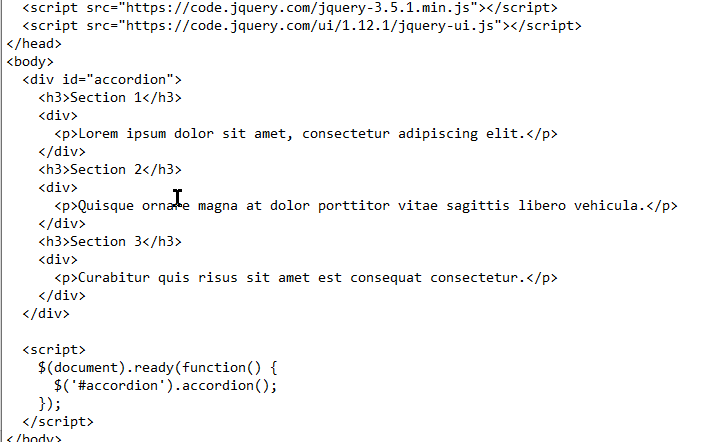 <script src="https://code.jquery.com/jquery-3.5.1.min.js"></script>
<script src="https://code.jquery.com/ui/1.12.1/jquery-ui.js"></script>
</head>
<body>
<div id="accordion">
<h3>Section 1</h3>
<div>
<p>Lorem ipsum dolor sit amet, consectetur adipiscing elit.</p>
</div>
<h3>Section 2</h3>
<div>
<p>Quisque ornare magna at dolor porttitor vitae sagittis libero vehicula.</p>
</div>
<h3>Section 3</h3>
<div>
<p>Curabitur quis risus sit amet est consequat consectetur.</p>
</div>
</div>
<script>
$(document).ready(function() {
$('#accordion').accordion();
});
</script>
</body>